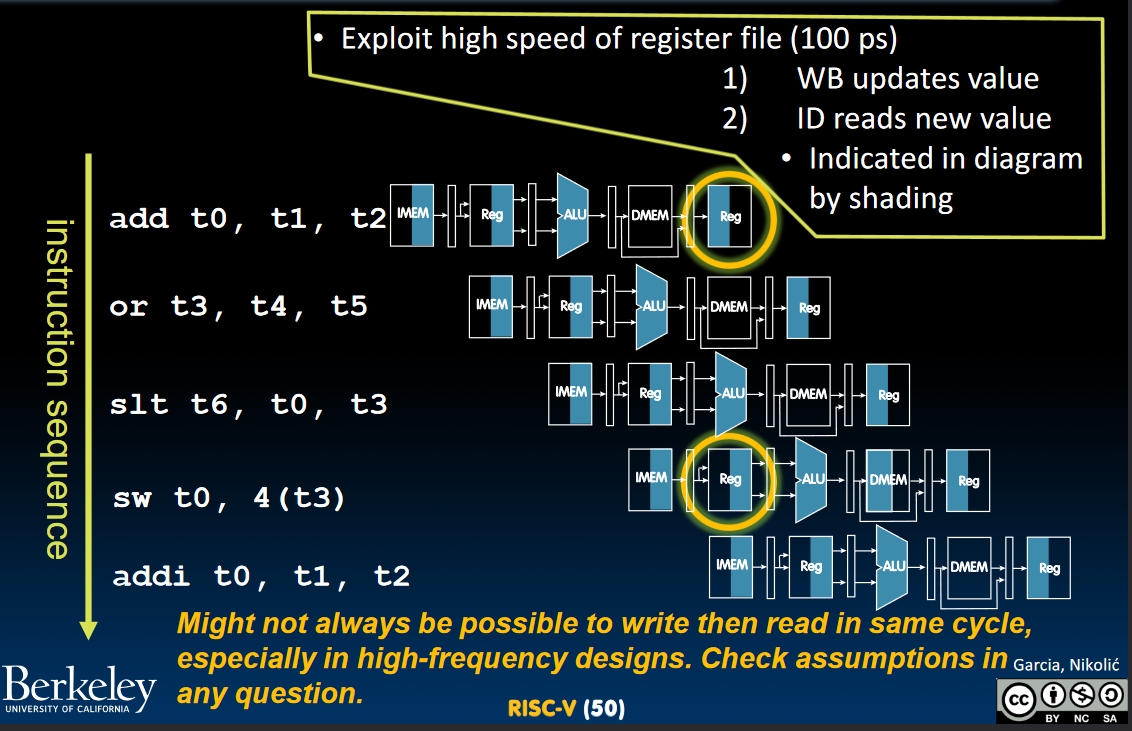 • Exploit high speed of register file (100 ps)
1) WB updates value
2) ID reads new value
• Indicated in diagram
by shading
instruction sequence
add t0, t1, t2
IMEM Reg ALU DMEM Reg
or t3, t4, t5
IMEM Reg ALU DMEM Reg
slt t6, t0, t3
IMEM Reg ALU DMEM Reg
sw t0, 4(t3)
IMEM Reg ALU DMEM Reg
addi t0, t1, t2
IMEM Reg ALU DMEM Reg
Might not always be possible to write then read in same cycle,
especially in high-frequency designs. Check assumptions in
any question.
Garcia, Nikolić
Berkeley
UNIVERSITY OF CALIFORNIA
RISC-V (50)
cc
BY NC SA